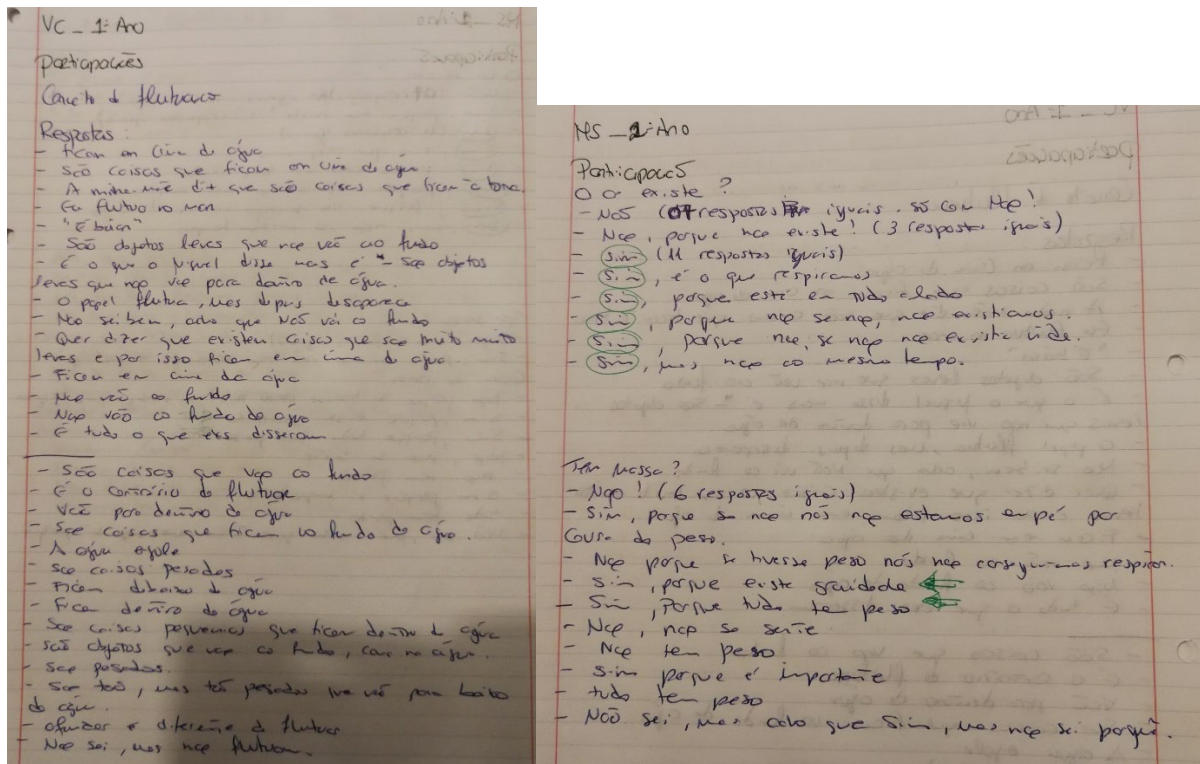 VC _ 1º Ano
Participações
Conceito de flutuar
Respostas:
- Ficam em cima da água
- São coisas que ficam em cima da água
- A minha mãe diz que são coisas que ficam à tona.
- Eu flutuo no mar
- "É boiar"
- São objetos leves que não vão ao fundo
- É o que o Miguel disse mas é "- São objetos
leves que não vão para dentro da água.
- O papel flutua, mas depois desaparece
- Não sei bem, acho que não vai ao fundo
- Quer dizer que existem coisas que são muito muito
leves e por isso ficam em cima da água
- Ficam em cima da água
- Não vão ao fundo
- Não vão ao fundo da água
- É tudo o que eles disseram
- São coisas que vão ao fundo
- É o contrário de flutuar
- Vão para dentro da água
- São coisas que ficam no fundo da água.
- A água engole
- São coisas pesadas
- Ficam debaixo da água
- Ficam dentro da água
- São coisas pequenas que ficam dentro da água
- São objetos que vão ao fundo, como na água.
- São pesados.
- São tão, mas tão pesados que vão para baixo
da água.
- afundar é diferente de flutuar
- Não sei, mas não flutuam.
MS _ 1º Ano
Participações
O ar existe?
- Não (07 respostas iguais. só com Não!
- Não, porque não existe! (3 respostas iguais)
- Sim (11 respostas iguais)
- Sim, é o que respiramos
- Sim, porque está em todo o lado
- Sim, porque não se não, não existíamos.
- Sim, porque não, se não não existia vida.
- Sim, mas não ao mesmo tempo.
Tem massa?
- Não! (6 respostas iguais)
- Sim, porque se não nós não estamos em pé por
causa do peso.
- Não porque se tivesse peso nós não conseguíamos respirar.
- Sim, porque existe gravidade
- Sim, porque tudo tem peso
- Não, não se sente
- Não tem peso
- Sim porque é importante
- tudo tem peso
- Não sei, mas acho que Sim, mas não sei porquê.